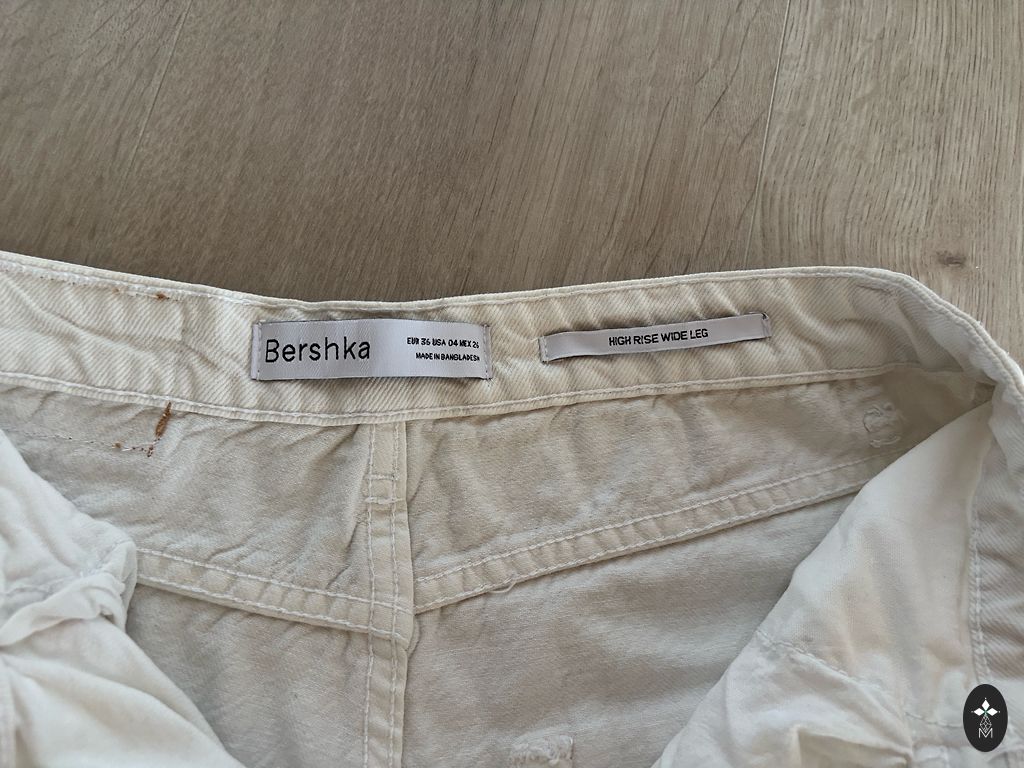 Bershka
EUR 36 USA 04 MEX 26
MADE IN BANGLADESH
HIGH RISE WIDE LEG
M